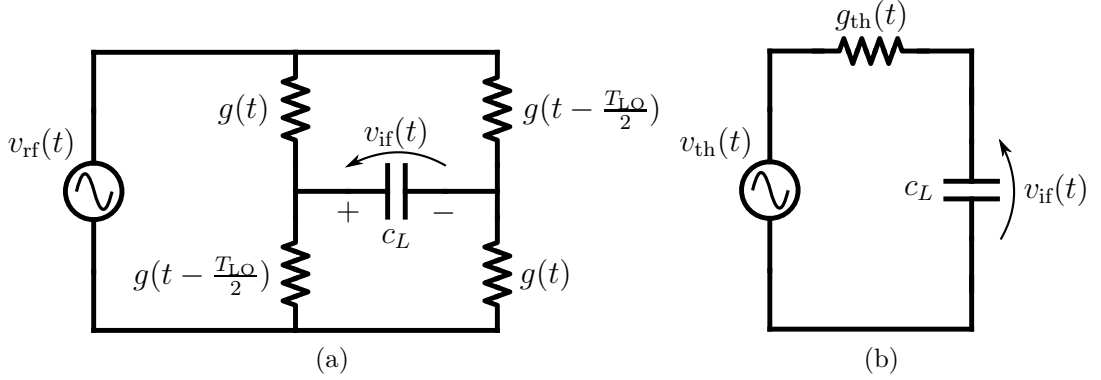 v_rf(t)
g(t)
g(t − T_LO/2)
v_if(t)
+
−
c_L
g(t − T_LO/2)
g(t)
(a)
g_th(t)
v_th(t)
c_L
v_if(t)
(b)